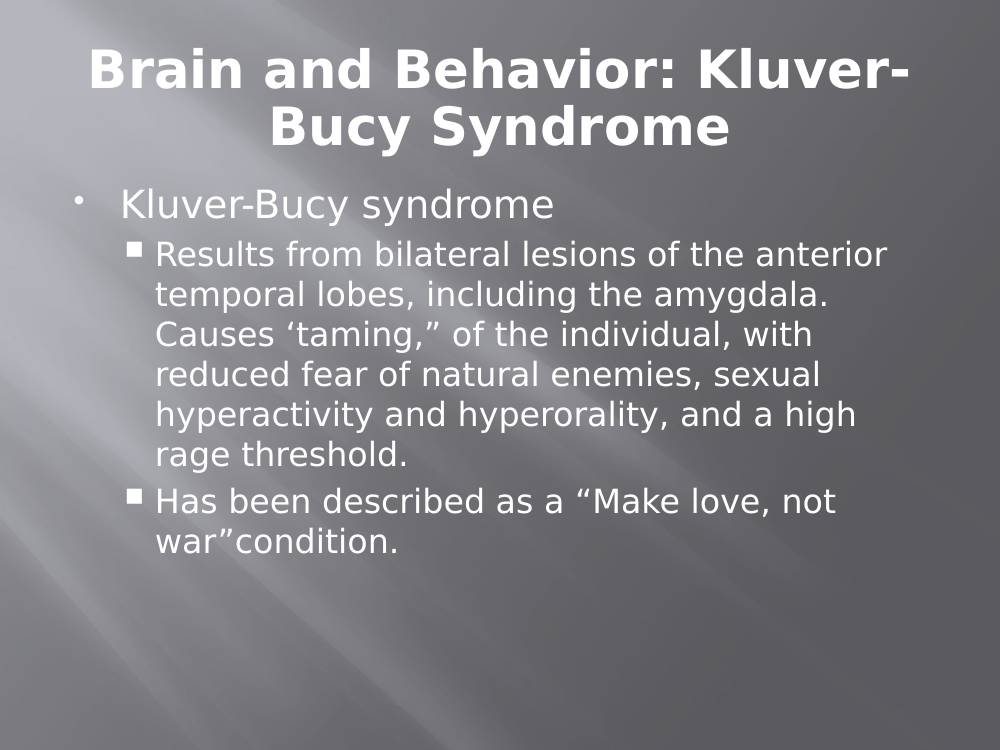 Brain and Behavior: Kluver-
Bucy Syndrome
• Kluver-Bucy syndrome
■ Results from bilateral lesions of the anterior
temporal lobes, including the amygdala.
Causes ‘taming,” of the individual, with
reduced fear of natural enemies, sexual
hyperactivity and hyperorality, and a high
rage threshold.
■ Has been described as a “Make love, not
war”condition.